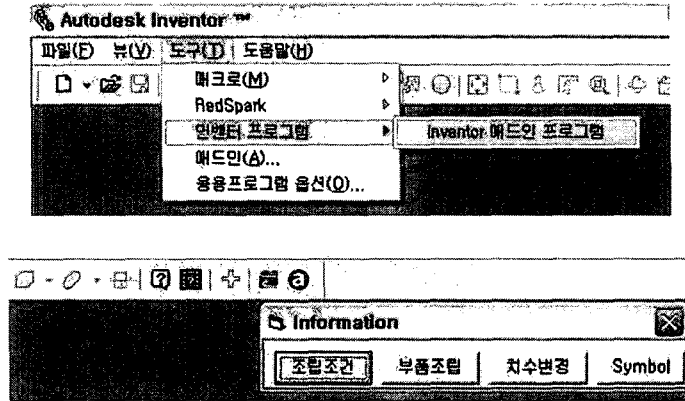 Autodesk Inventor ™
파일(F) 뷰(V) 도구(T) 도움말(H)
매크로(M)
RedSpark
인벤터 프로그램
Inventor 애드인 프로그램
애드인(A)...
응용프로그램 옵션(O)...
Information
조립조건 부품조립 치수변경 Symbol